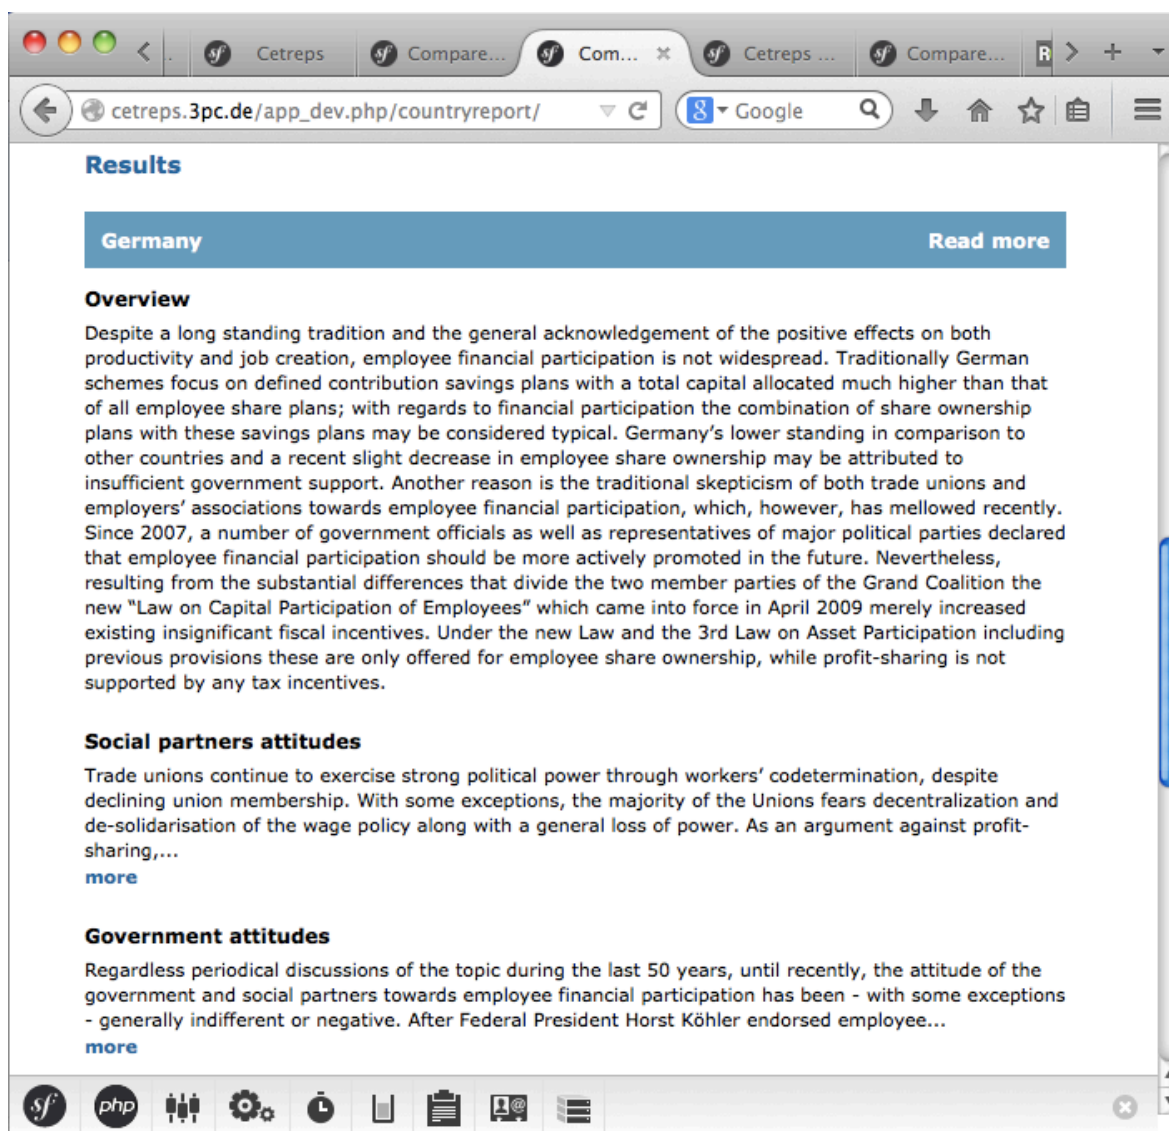 Cetreps
Compare...
Com...
Cetreps ...
Compare...
R
cetreps.3pc.de/app_dev.php/countryreport/
8
Google
Results
Germany
Read more
Overview
Despite a long standing tradition and the general acknowledgement of the positive effects on both
productivity and job creation, employee financial participation is not widespread. Traditionally German
schemes focus on defined contribution savings plans with a total capital allocated much higher than that
of all employee share plans; with regards to financial participation the combination of share ownership
plans with these savings plans may be considered typical. Germany’s lower standing in comparison to
other countries and a recent slight decrease in employee share ownership may be attributed to
insufficient government support. Another reason is the traditional skepticism of both trade unions and
employers’ associations towards employee financial participation, which, however, has mellowed recently.
Since 2007, a number of government officials as well as representatives of major political parties declared
that employee financial participation should be more actively promoted in the future. Nevertheless,
resulting from the substantial differences that divide the two member parties of the Grand Coalition the
new “Law on Capital Participation of Employees” which came into force in April 2009 merely increased
existing insignificant fiscal incentives. Under the new Law and the 3rd Law on Asset Participation including
previous provisions these are only offered for employee share ownership, while profit-sharing is not
supported by any tax incentives.
Social partners attitudes
Trade unions continue to exercise strong political power through workers’ codetermination, despite
declining union membership. With some exceptions, the majority of the Unions fears decentralization and
de-solidarisation of the wage policy along with a general loss of power. As an argument against profit-
sharing,...
more
Government attitudes
Regardless periodical discussions of the topic during the last 50 years, until recently, the attitude of the
government and social partners towards employee financial participation has been - with some exceptions
- generally indifferent or negative. After Federal President Horst Köhler endorsed employee...
more
sf
php